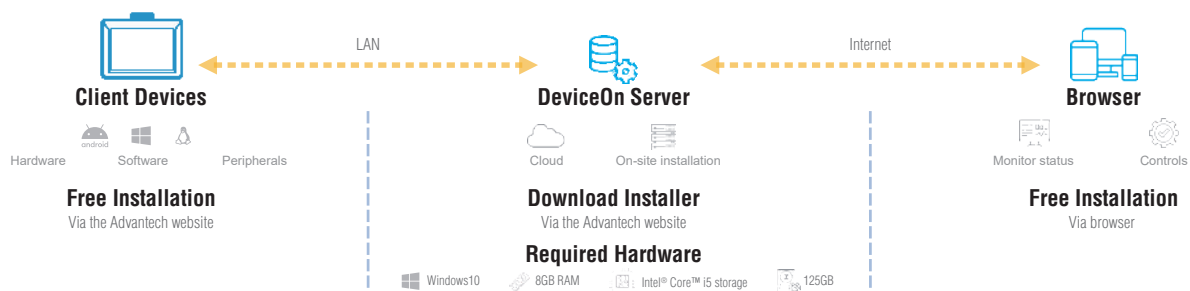 LAN
Internet
Client Devices
DeviceOn Server
Browser
android
Hardware
Software
Peripherals
Cloud
On-site installation
Monitor status
Controls
Free Installation
Via the Advantech website
Download Installer
Via the Advantech website
Free Installation
Via browser
Required Hardware
Windows10
8GB RAM
Intel® Core™ i5 storage
125GB